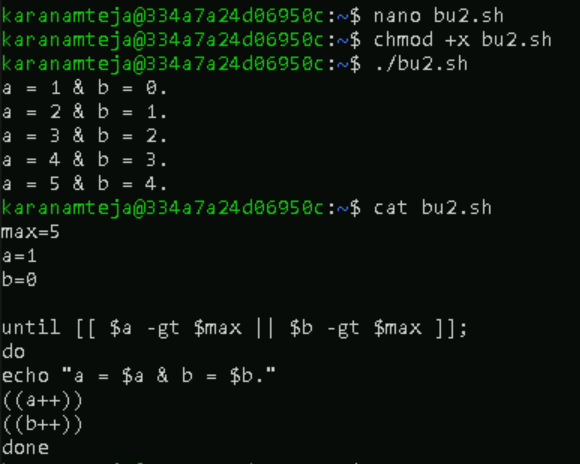 karanamteja@334a7a24d06950c:~$ nano bu2.sh
karanamteja@334a7a24d06950c:~$ chmod +x bu2.sh
karanamteja@334a7a24d06950c:~$ ./bu2.sh
a = 1 & b = 0.
a = 2 & b = 1.
a = 3 & b = 2.
a = 4 & b = 3.
a = 5 & b = 4.
karanamteja@334a7a24d06950c:~$ cat bu2.sh
max=5
a=1
b=0
until [[ $a -gt $max || $b -gt $max ]];
do
echo "a = $a & b = $b."
((a++))
((b++))
done